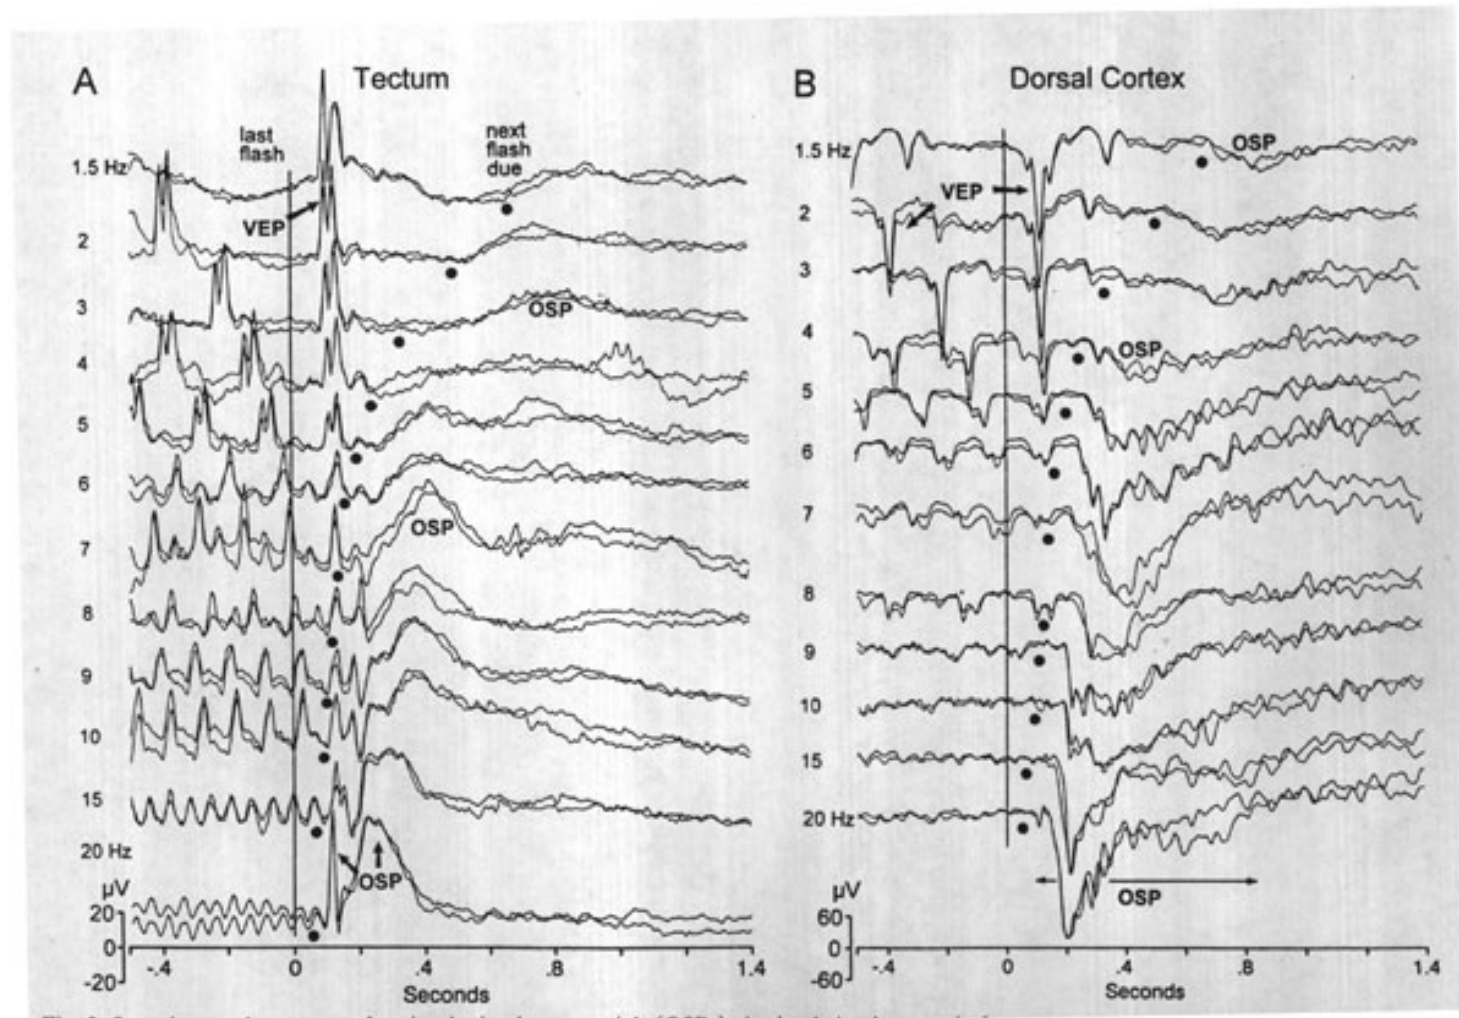 A
Tectum
last
flash
next
flash
due
1.5 Hz
VEP
2
3
OSP
4
5
6
OSP
7
8
9
10
15
20 Hz
OSP
µV
20
0
-20
-.4
0
.4
.8
1.4
Seconds
B
Dorsal Cortex
1.5 Hz
OSP
VEP
2
3
4
OSP
5
6
7
8
9
10
15
20 Hz
OSP
µV
60
0
-60
-.4
0
.4
.8
1.4
Seconds